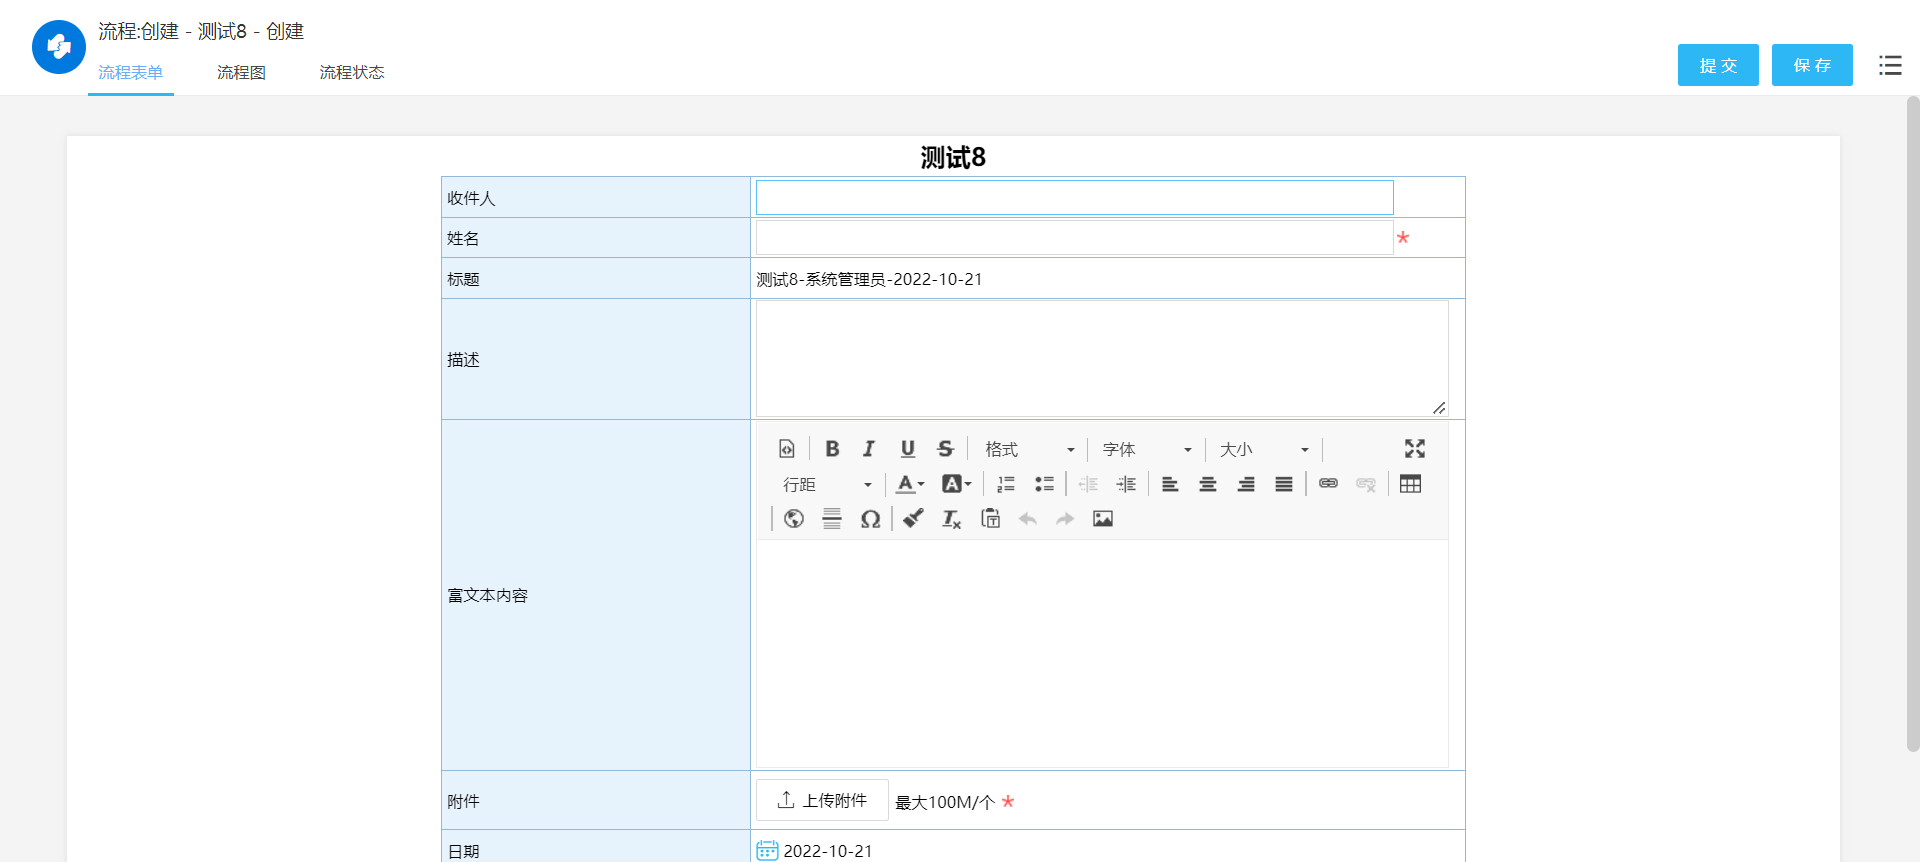 流程:创建 - 测试8 - 创建
流程表单 流程图 流程状态
提 交 保 存
测试8
收件人
姓名 *
标题 测试8-系统管理员-2022-10-21
描述
B I U S 格式 字体 大小
行距 A A
Ω Tx
富文本内容
附件 上传附件 最大100M/个 *
日期 2022-10-21